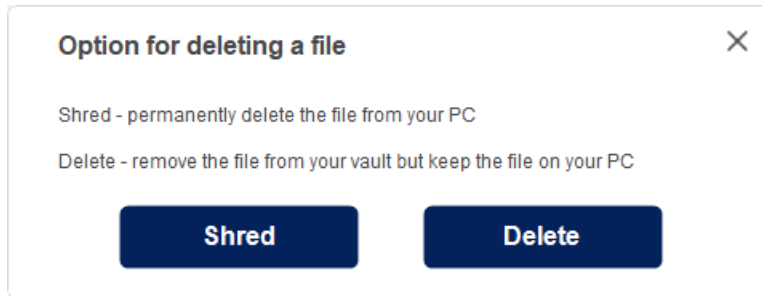 Option for deleting a file
Shred - permanently delete the file from your PC
Delete - remove the file from your vault but keep the file on your PC
Shred
Delete